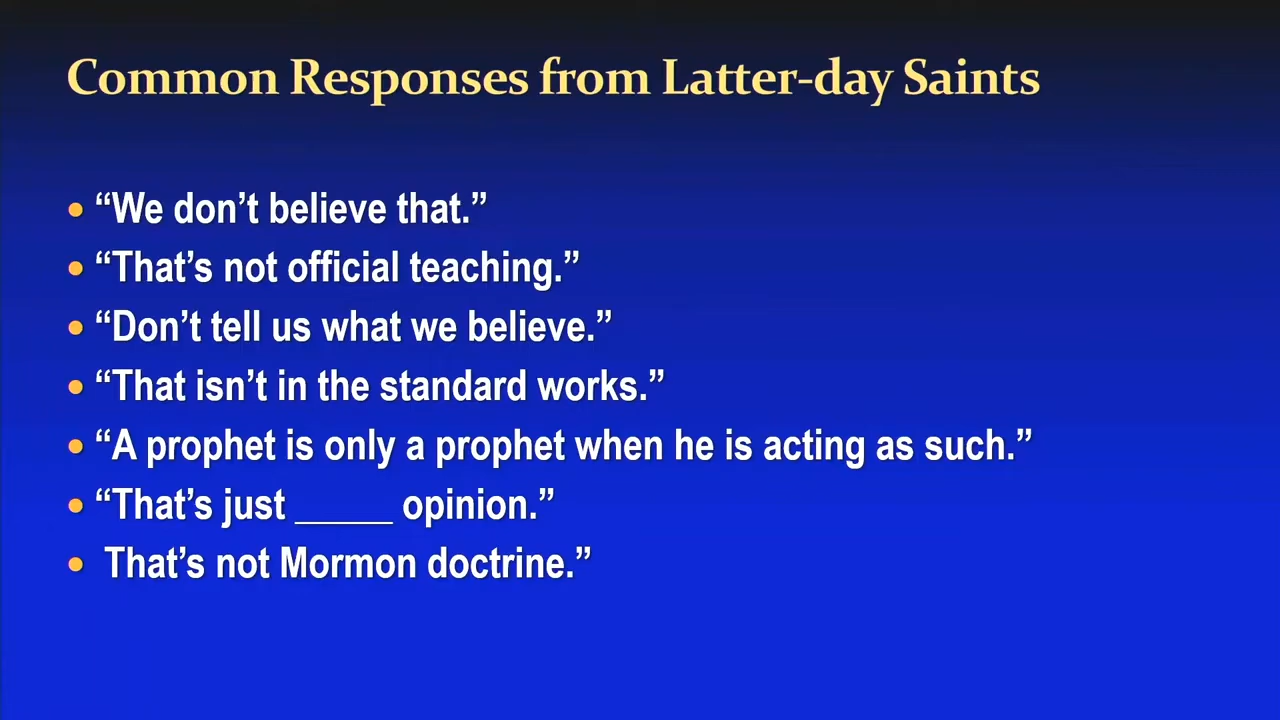 Common Responses from Latter-day Saints
• “We don’t believe that.”
• “That’s not official teaching.”
• “Don’t tell us what we believe.”
• “That isn’t in the standard works.”
• “A prophet is only a prophet when he is acting as such.”
• “That’s just _____ opinion.”
• That’s not Mormon doctrine.”